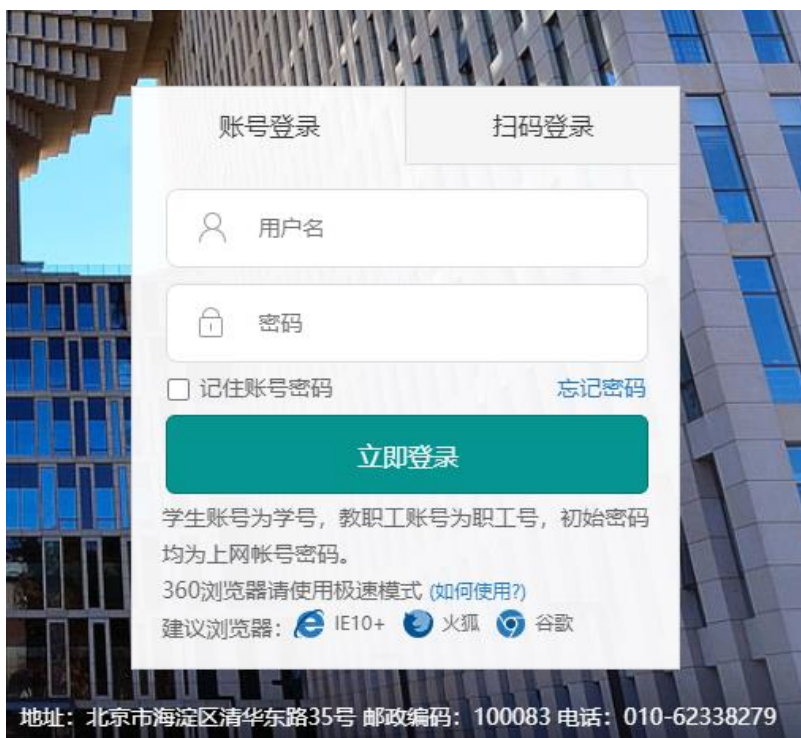 账号登录 扫码登录
用户名
密码
记住账号密码 忘记密码
立即登录
学生账号为学号，教职工账号为职工号，初始密码
均为上网帐号密码。
360浏览器请使用极速模式 (如何使用?)
建议浏览器： IE10+ 火狐 谷歌
地址：北京市海淀区清华东路35号 邮政编码：100083 电话：010-62338279